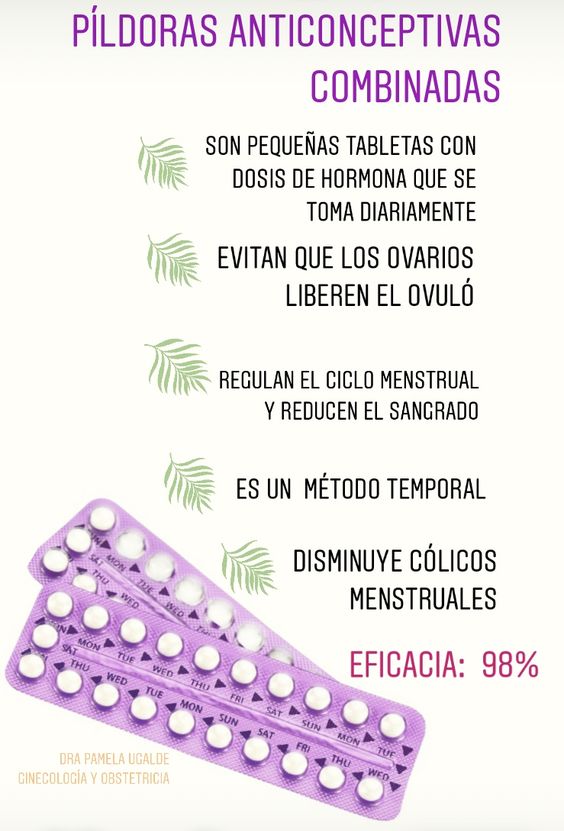 PÍLDORAS ANTICONCEPTIVAS
COMBINADAS
SON PEQUEÑAS TABLETAS CON
DOSIS DE HORMONA QUE SE
TOMA DIARIAMENTE
EVITAN QUE LOS OVARIOS
LIBEREN EL OVULÓ
REGULAN EL CICLO MENSTRUAL
Y REDUCEN EL SANGRADO
ES UN MÉTODO TEMPORAL
DISMINUYE CÓLICOS
MENSTRUALES
EFICACIA: 98%
MON TUE
SAT
THU WED
MON MON TUE WED THU FRI SAT SUN MON TUE
SAT THU WED TUE MON SUN SAT FRI THU WED
DRA PAMELA UGALDE
GINECOLOGÍA Y OBSTETRICIA